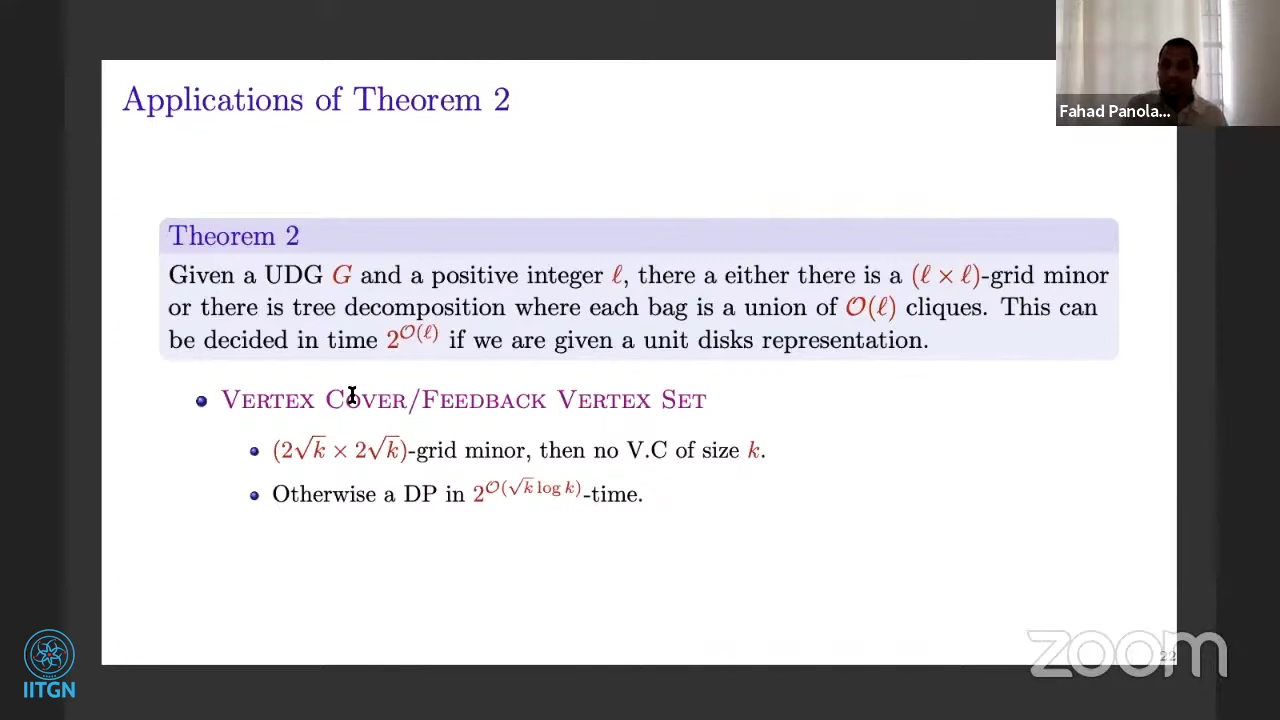 Applications of Theorem 2
Fahad Panola...
Theorem 2
Given a UDG G and a positive integer ℓ, there a either there is a (ℓ × ℓ)-grid minor
or there is tree decomposition where each bag is a union of 𝒪(ℓ) cliques. This can
be decided in time 2^𝒪(ℓ) if we are given a unit disks representation.
Vertex Cover/Feedback Vertex Set
(2√k × 2√k)-grid minor, then no V.C of size k.
Otherwise a DP in 2^𝒪(√k log k)-time.
zoom
22
IITGN